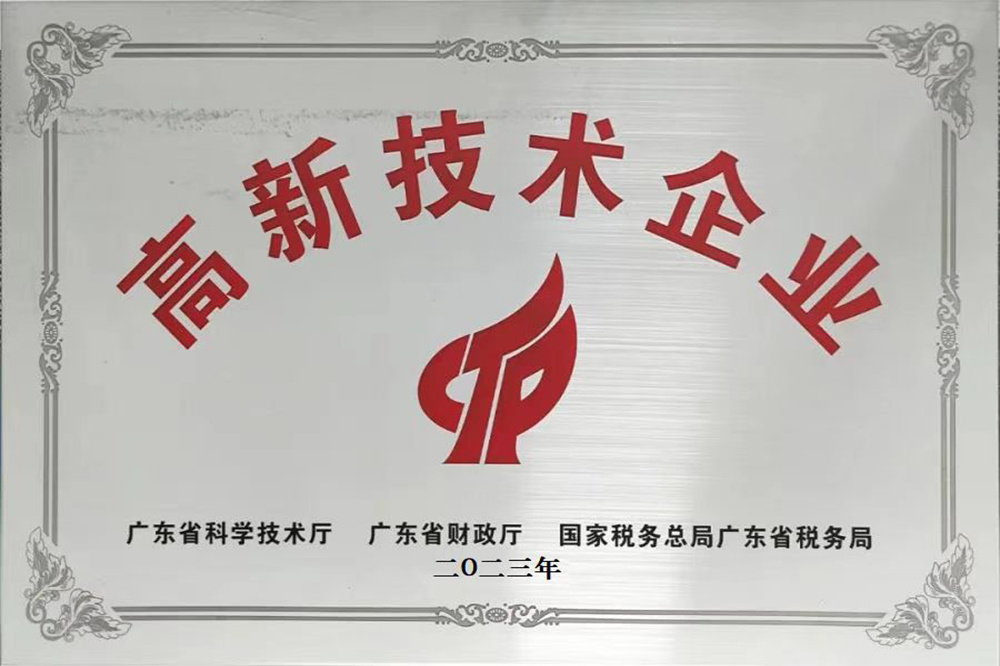 高新技术企业
广东省科学技术厅 广东省财政厅 国家税务总局广东省税务局
二O二三年